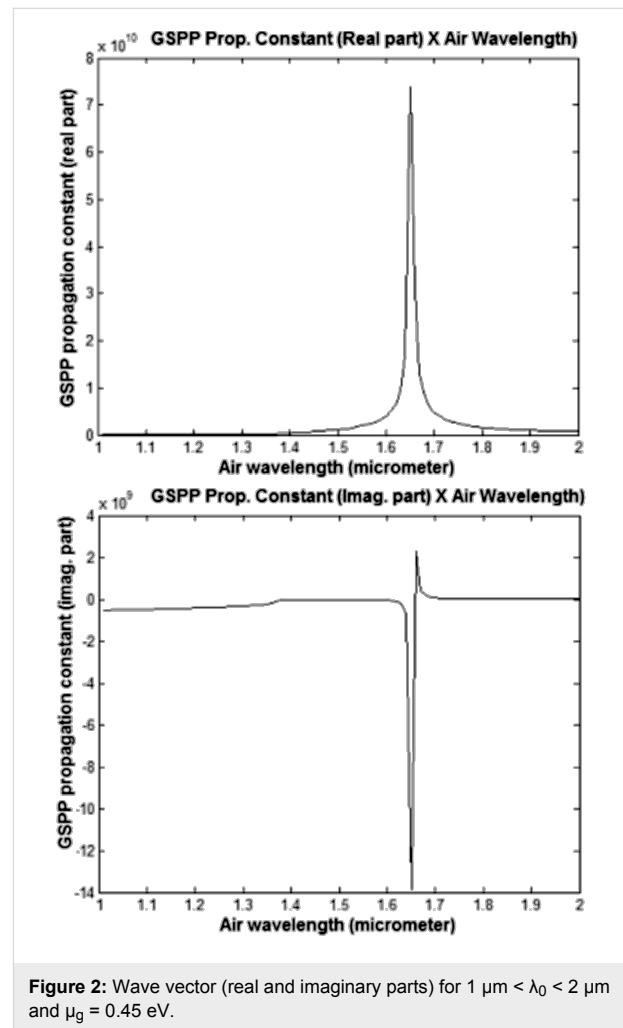 x 10¹⁰ GSPP Prop. Constant (Real part) X Air Wavelength)
8
7
6
5
4
3
2
1
0
GSPP propagation constant (real part)
1 1.1 1.2 1.3 1.4 1.5 1.6 1.7 1.8 1.9 2
Air wavelength (micrometer)
x 10⁹ GSPP Prop. Constant (Imag. part) X Air Wavelength)
4
2
0
-2
-4
-6
-8
-10
-12
-14
GSPP propagation constant (imag. part)
1 1.1 1.2 1.3 1.4 1.5 1.6 1.7 1.8 1.9 2
Air wavelength (micrometer)
Figure 2: Wave vector (real and imaginary parts) for 1 µm < λ₀ < 2 µm
and µg = 0.45 eV.